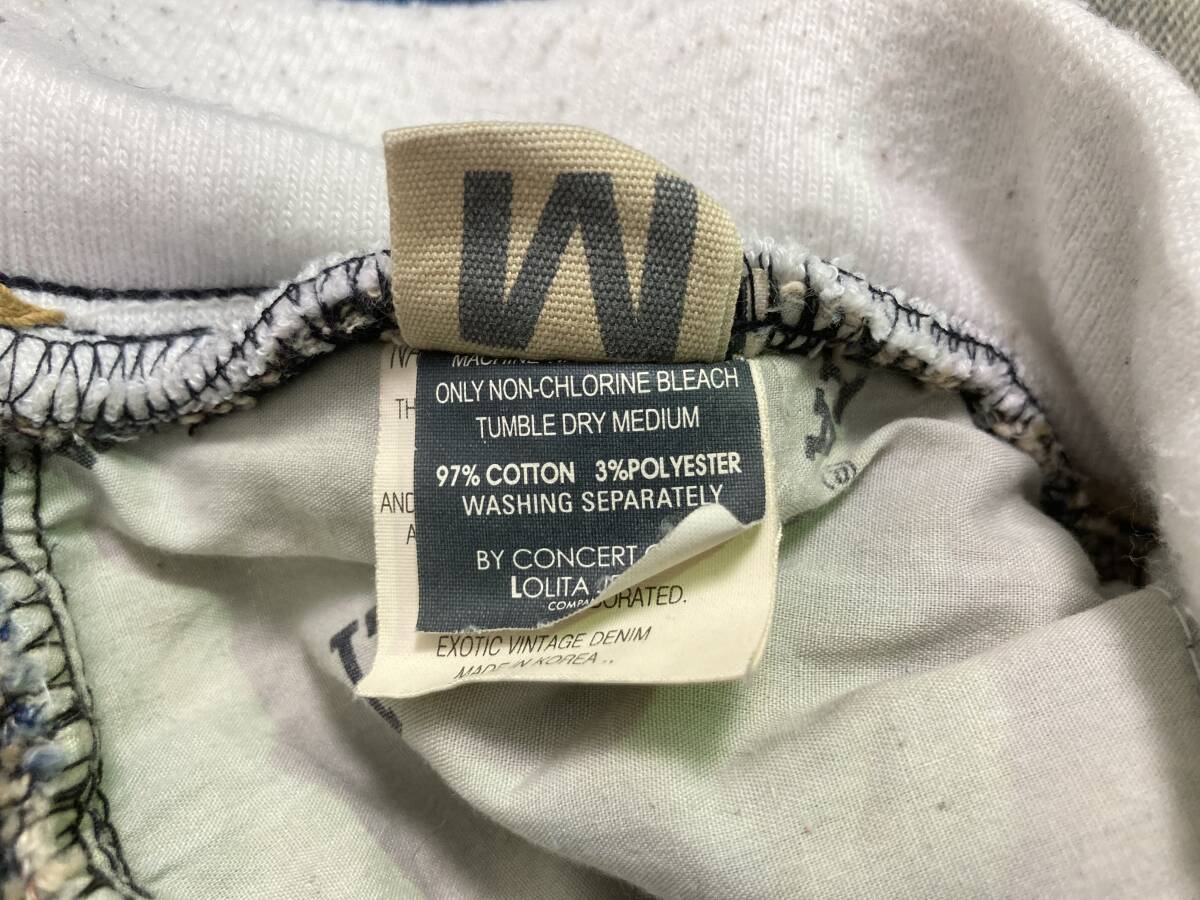 M
ONLY NON-CHLORINE BLEACH
TUMBLE DRY MEDIUM
97% COTTON 3%POLYESTER
WASHING SEPARATELY
BY CONCERT
LOLITA
EXOTIC VINTAGE DENIM
MADE IN KOREA..